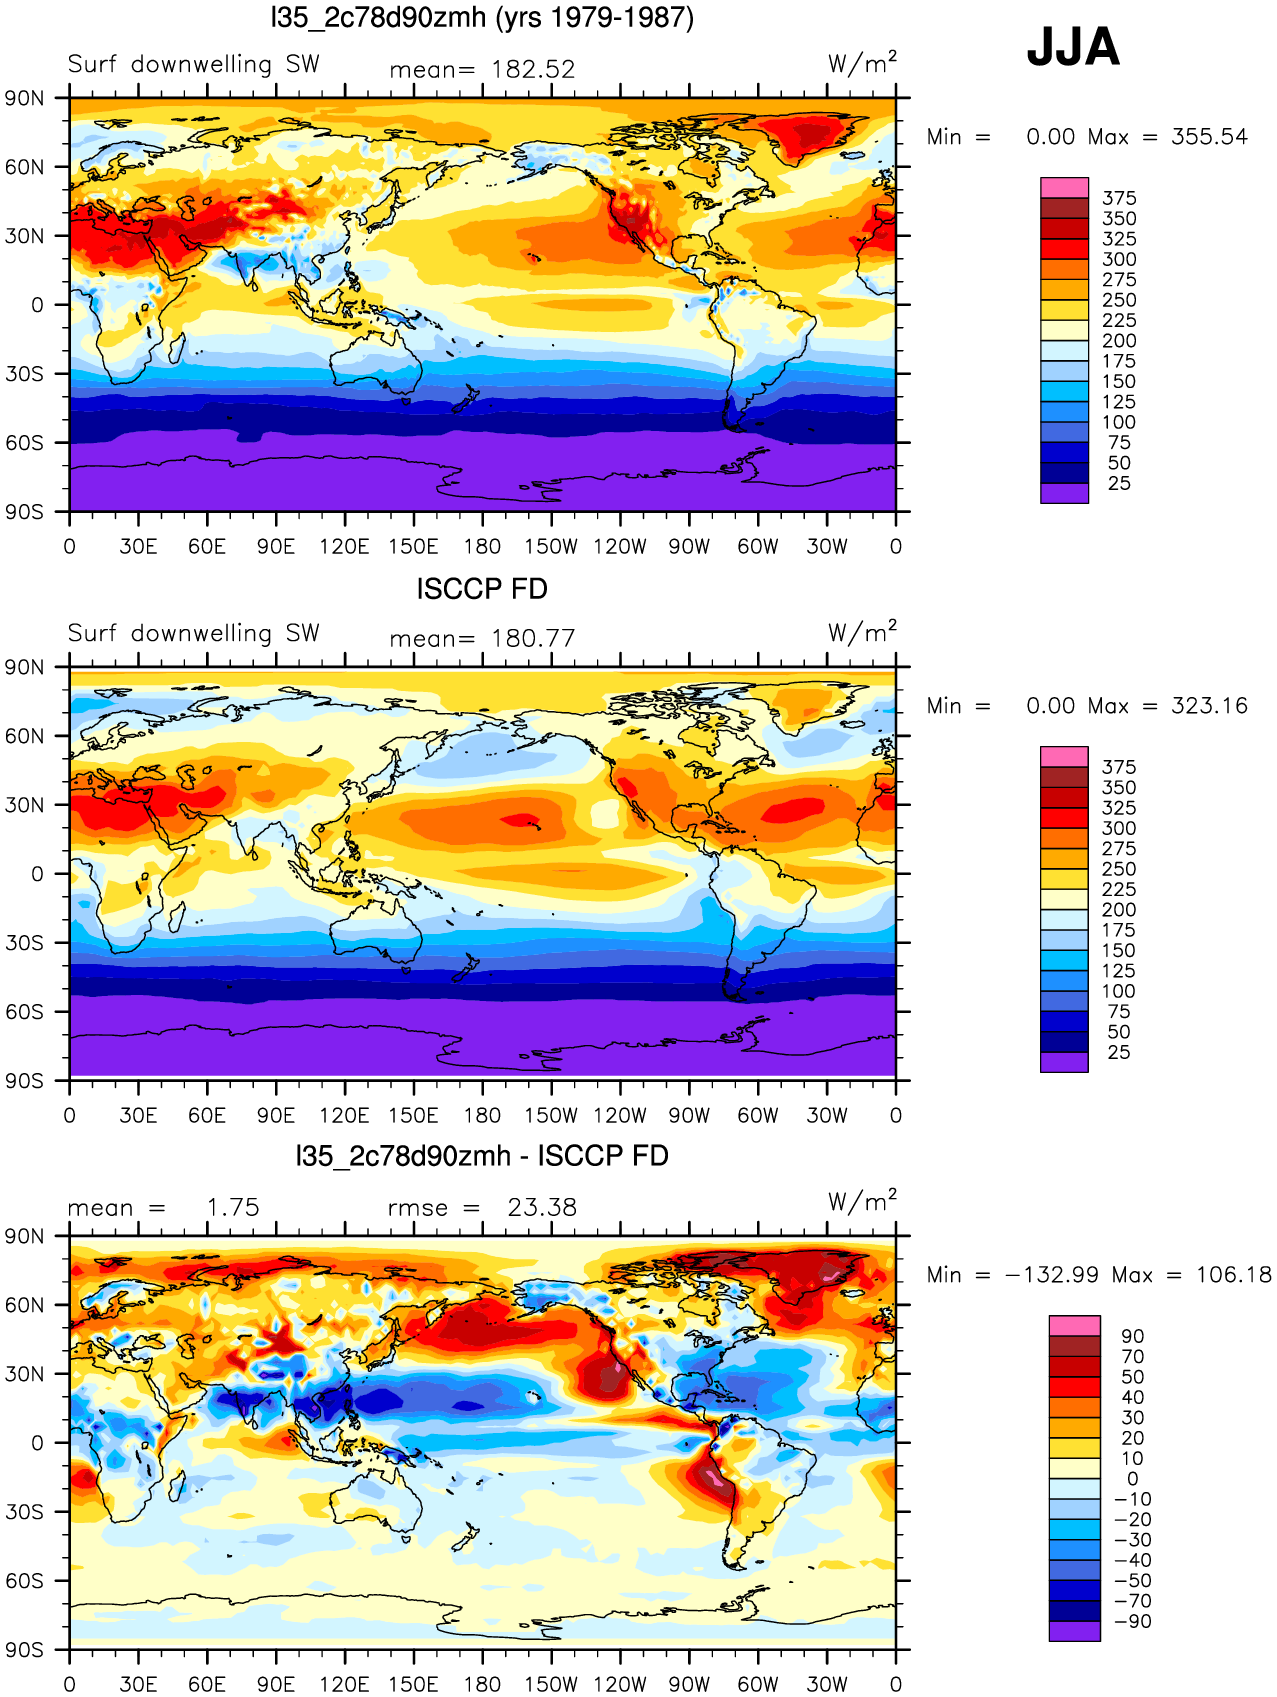 l35_2c78d90zmh (yrs 1979-1987)
JJA
Surf downwelling SW mean= 182.52 W/m²
Min = 0.00 Max = 355.54
90N
60N
30N
0
30S
60S
90S
0 30E 60E 90E 120E 150E 180 150W 120W 90W 60W 30W 0
375
350
325
300
275
250
225
200
175
150
125
100
75
50
25
ISCCP FD
Surf downwelling SW mean= 180.77 W/m²
Min = 0.00 Max = 323.16
90N
60N
30N
0
30S
60S
90S
0 30E 60E 90E 120E 150E 180 150W 120W 90W 60W 30W 0
375
350
325
300
275
250
225
200
175
150
125
100
75
50
25
l35_2c78d90zmh - ISCCP FD
mean = 1.75 rmse = 23.38 W/m²
Min = −132.99 Max = 106.18
90N
60N
30N
0
30S
60S
90S
0 30E 60E 90E 120E 150E 180 150W 120W 90W 60W 30W 0
90
70
50
40
30
20
10
0
−10
−20
−30
−40
−50
−70
−90